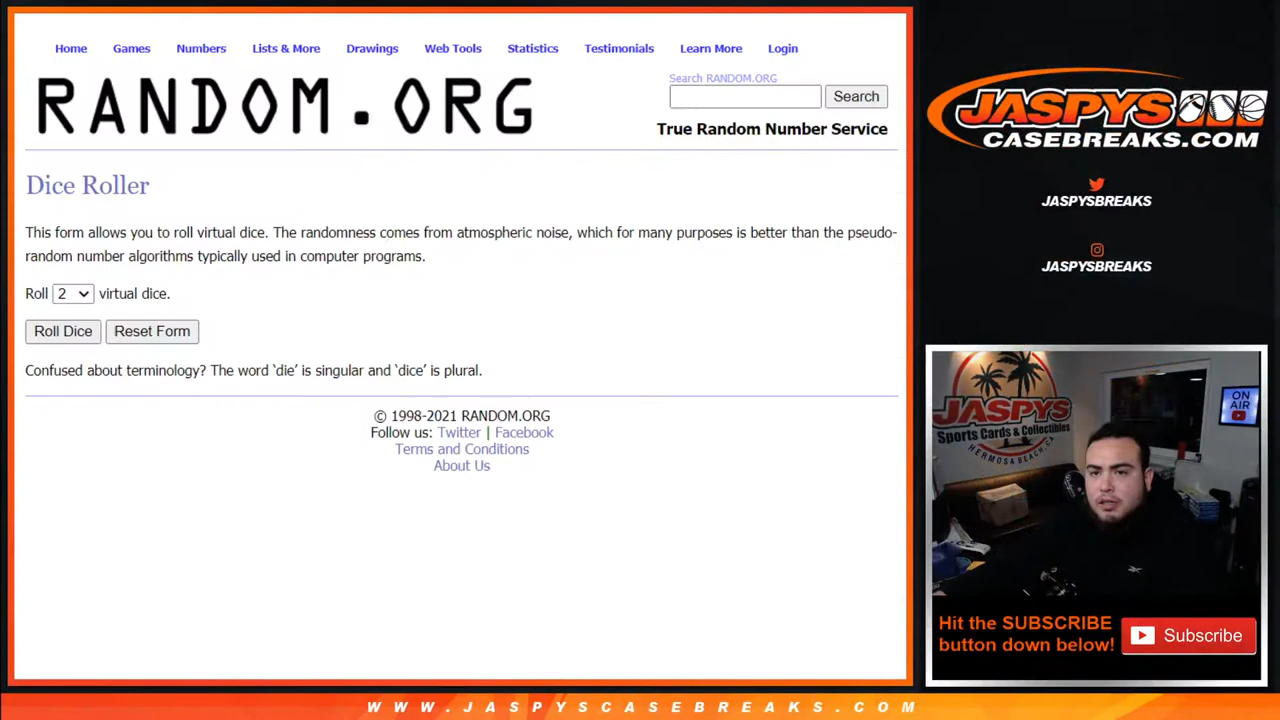 Home Games Numbers Lists & More Drawings Web Tools Statistics Testimonials Learn More Login
RANDOM.ORG
Search RANDOM.ORG
Search
True Random Number Service
Dice Roller
This form allows you to roll virtual dice. The randomness comes from atmospheric noise, which for many purposes is better than the pseudo-
random number algorithms typically used in computer programs.
Roll 2 virtual dice.
Roll Dice Reset Form
Confused about terminology? The word ‘die’ is singular and ‘dice’ is plural.
© 1998-2021 RANDOM.ORG
Follow us: Twitter | Facebook
Terms and Conditions
About Us
JASPYS
CASEBREAKS.COM
JASPYSBREAKS
JASPYSBREAKS
JASPYS
Sports Cards & Collectibles
HERMOSA BEACH, CA
ON
AIR
Hit the SUBSCRIBE
button down below!
Subscribe
WWW.JASPYSCASEBREAKS.COM